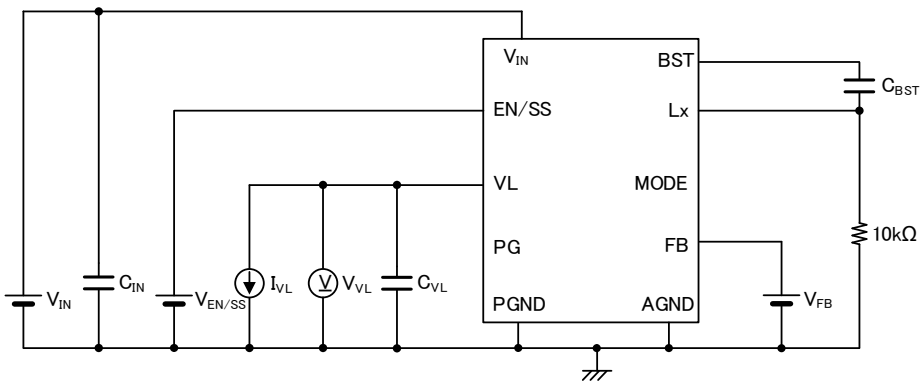 VIN
BST
CBST
EN/SS
Lx
VL
MODE
PG
FB
10kΩ
VIN
CIN
VEN/SS
IVL
V
VVL
CVL
PGND
AGND
VFB